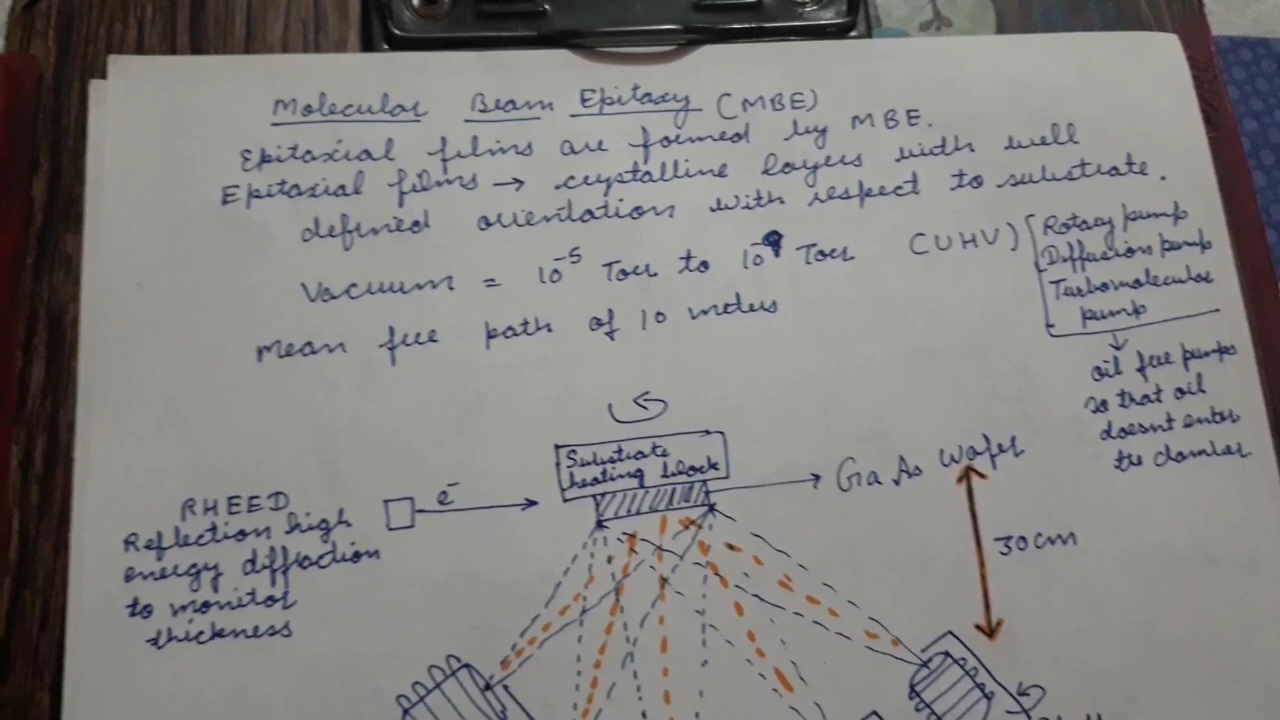 Molecular Beam Epitaxy (MBE)
Epitaxial films are formed by MBE.
Epitaxial films → crystalline layers with well
defined orientation with respect to substrate.
Vacuum = 10⁻⁵ Torr to 10⁻⁹ Torr (UHV)
Rotary pump
Diffusion pump
Turbomolecular
pump
↓
oil free pumps
so that oil
doesnt enter
the chamber
Mean free path of 10 meters
Substrate
heating block
GaAs Wafer
RHEED
Reflection high
energy diffraction
to monitor
thickness
e⁻
30cm